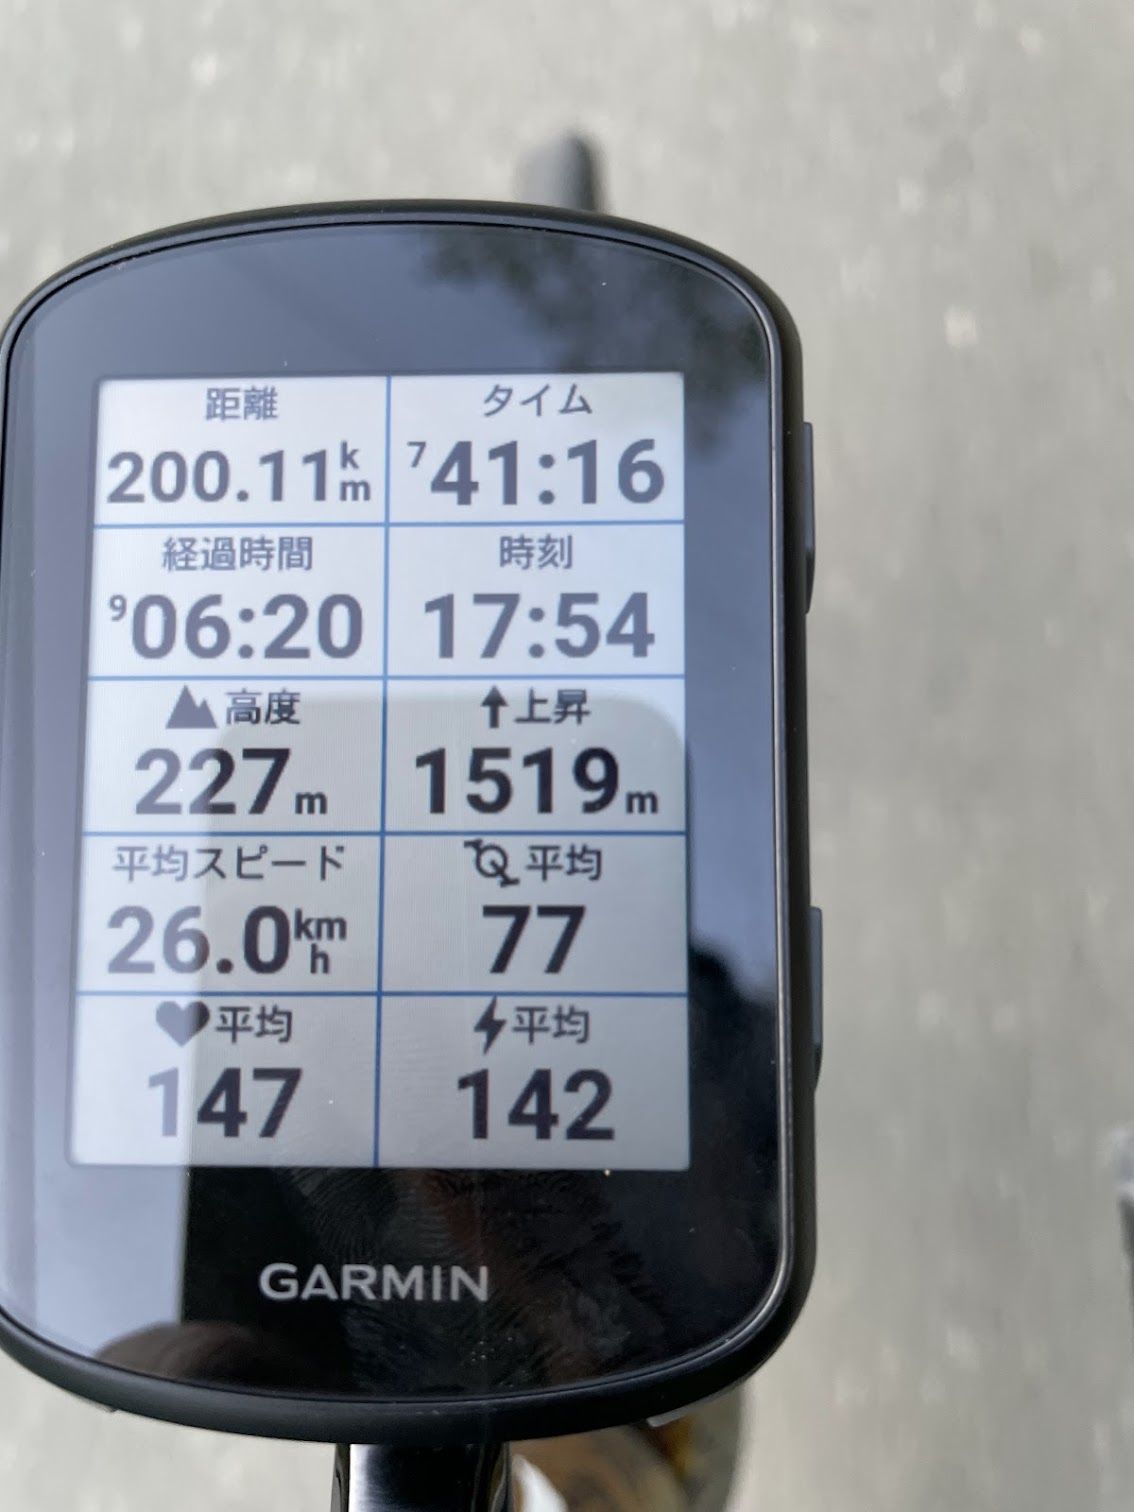 距離 タイム
200.11km 7 41:16
経過時間 時刻
9 06:20 17:54
高度 上昇
227m 1519m
平均スピード 平均
26.0km/h 77
平均 平均
147 142
GARMIN